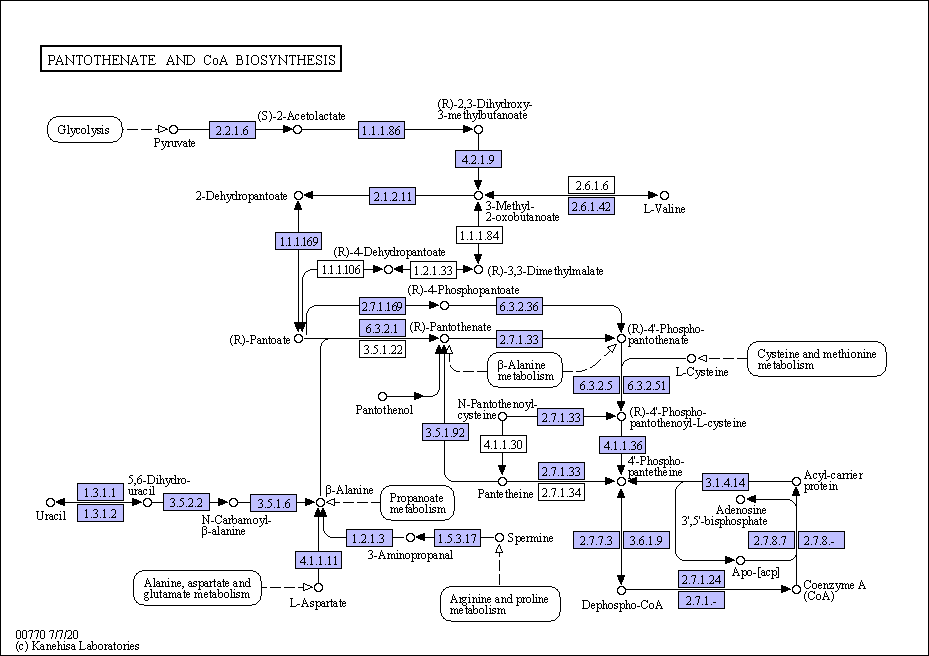 PANTOTHENATE AND CoA BIOSYNTHESIS
(R)-2,3-Dihydroxy-
3-methylbutanoate
(S)-2-Acetolactate
Glycolysis
2.2.1.6
1.1.1.86
Pyruvate
4.2.1.9
2-Dehydropantoate
2.1.2.11
2.6.1.6
2.6.1.42
3-Methyl-
2-oxobutanoate
L-Valine
1.1.1.169
1.1.1.84
(R)-4-Dehydropantoate
1.1.1.106
1.2.1.33
(R)-3,3-Dimethylmalate
(R)-4-Phosphopantoate
2.7.1.169
6.3.2.36
(R)-Pantoate
6.3.2.1
3.5.1.22
(R)-Pantothenate
2.7.1.33
(R)-4'-Phospho-
pantothenate
β-Alanine
metabolism
L-Cysteine
Cysteine and methionine
metabolism
6.3.2.5
6.3.2.51
Pantothenol
N-Pantothenoyl-
cysteine
2.7.1.33
(R)-4'-Phospho-
pantothenoyl-L-cysteine
3.5.1.92
4.1.1.30
4.1.1.36
4'-Phospho-
pantetheine
2.7.1.33
2.7.1.34
Pantetheine
3.1.4.14
Acyl-carrier
protein
Adenosine
3',5'-bisphosphate
5,6-Dihydro-
uracil
1.3.1.1
1.3.1.2
Uracil
3.5.2.2
3.5.1.6
N-Carbamoyl-
β-alanine
β-Alanine
Propanoate
metabolism
1.2.1.3
1.5.3.17
Spermine
3-Aminopropanal
2.7.7.3
3.6.1.9
2.7.8.7
2.7.8.-
4.1.1.11
Apo-[acp]
Alanine, aspartate and
glutamate metabolism
L-Aspartate
Arginine and proline
metabolism
2.7.1.24
2.7.1.-
Dephospho-CoA
Coenzyme A
(CoA)
00770 7/7/20
(c) Kanehisa Laboratories